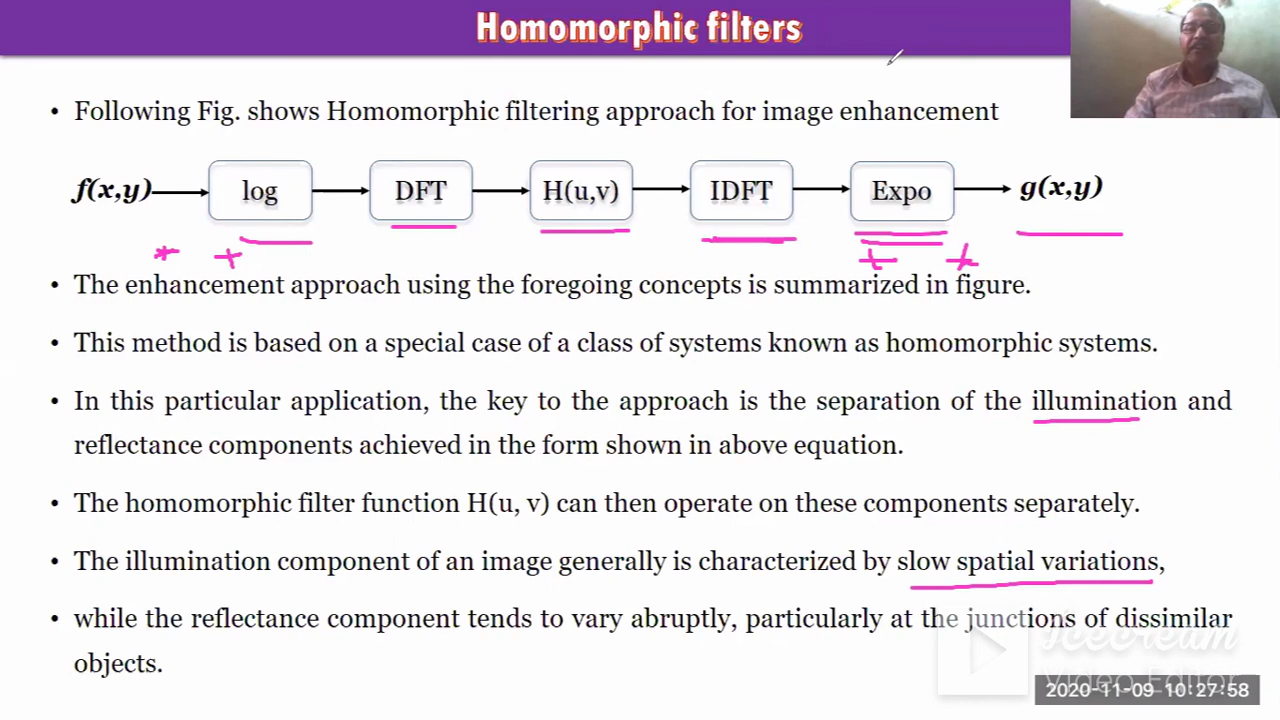 Homomorphic filters
• Following Fig. shows Homomorphic filtering approach for image enhancement
f(x,y) log DFT H(u,v) IDFT Expo g(x,y)
* + + *
• The enhancement approach using the foregoing concepts is summarized in figure.
• This method is based on a special case of a class of systems known as homomorphic systems.
• In this particular application, the key to the approach is the separation of the illumination and
reflectance components achieved in the form shown in above equation.
• The homomorphic filter function H(u, v) can then operate on these components separately.
• The illumination component of an image generally is characterized by slow spatial variations,
• while the reflectance component tends to vary abruptly, particularly at the junctions of dissimilar
objects.
Icecream
Video Editor
2020-11-09 10:27:58